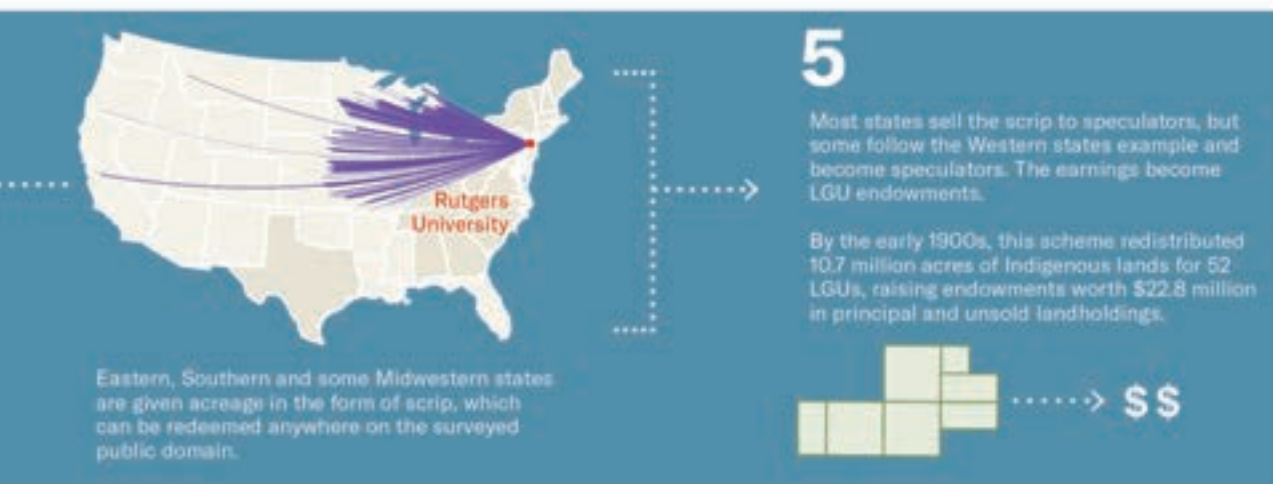 Rutgers
University
Eastern, Southern and some Midwestern states
are given acreage in the form of scrip, which
can be redeemed anywhere on the surveyed
public domain.
5
Most states sell the scrip to speculators, but
some follow the Western states example and
become speculators. The earnings become
LGU endowments.
By the early 1900s, this scheme redistributed
10.7 million acres of Indigenous lands for 52
LGUs, raising endowments worth $22.8 million
in principal and unsold landholdings.
$$